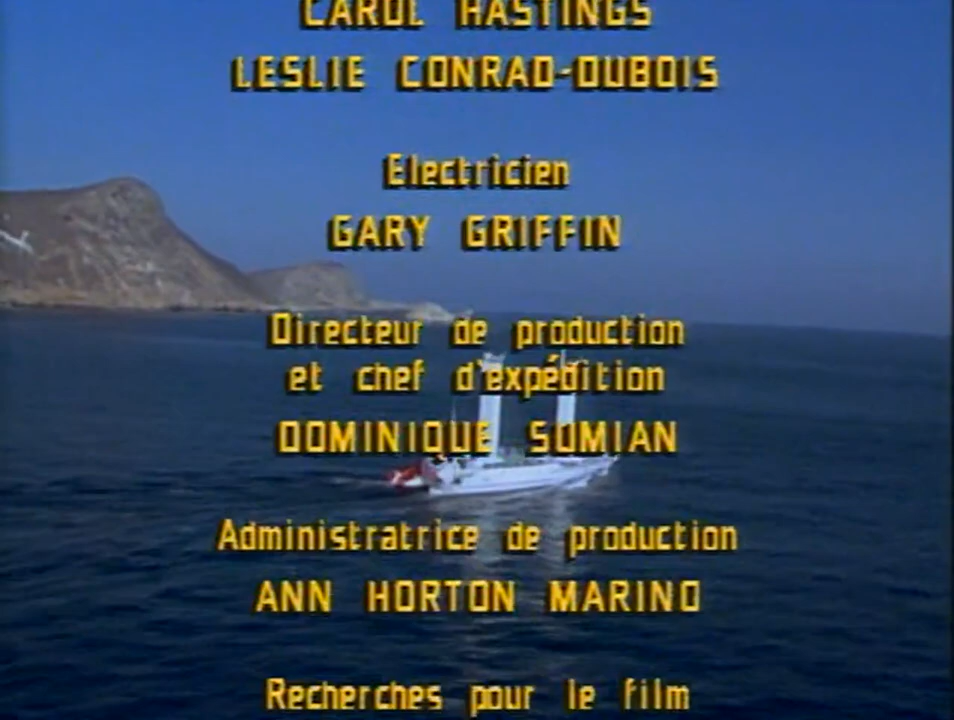 CAROL HASTINGS
LESLIE CONRAD-DUBOIS
Electricien
GARY GRIFFIN
Directeur de production
et chef d'expédition
DOMINIQUE SUMIAN
Administratrice de production
ANN HORTON MARINO
Recherches pour le film